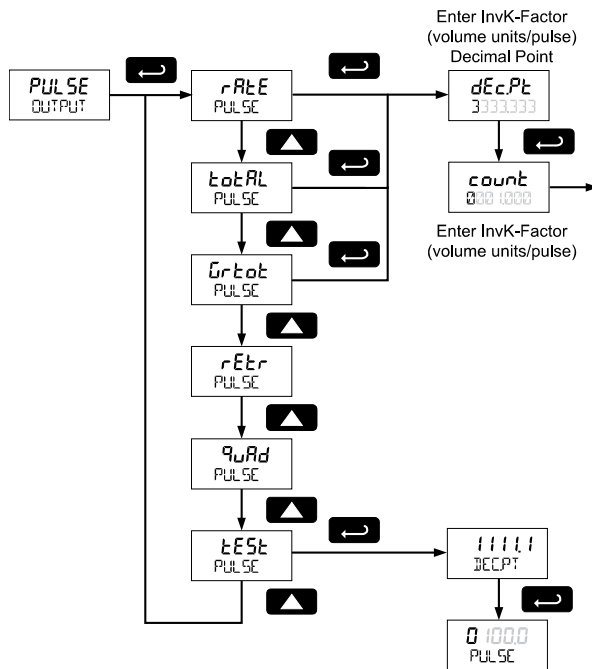 Enter InvK-Factor
(volume units/pulse)
Decimal Point
PULSE
OUTPUT
rAtE
PULSE
dEc.Pt
3333.333
totAL
PULSE
count
0001.000
Enter InvK-Factor
(volume units/pulse)
Grtot
PULSE
rEtr
PULSE
quAd
PULSE
tESt
PULSE
1111.1
DEC.PT
0100.0
PULSE